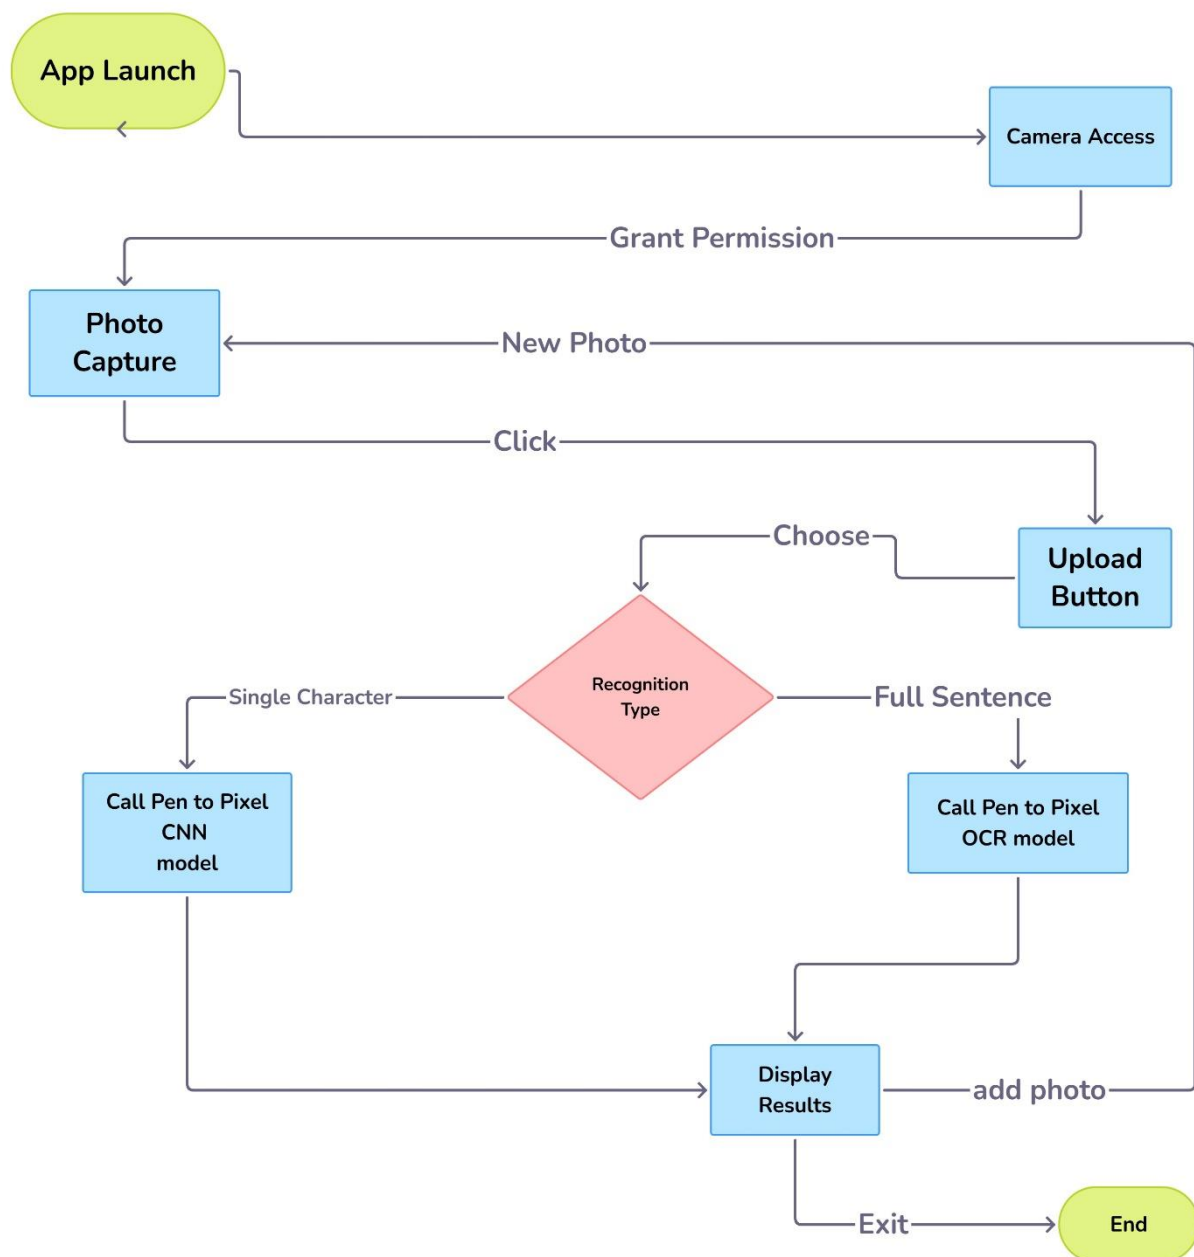 App Launch
Camera Access
Grant Permission
Photo
Capture
New Photo
Click
Choose
Upload
Button
Recognition
Type
Single Character
Full Sentence
Call Pen to Pixel
CNN
model
Call Pen to Pixel
OCR model
Display
Results
add photo
Exit
End